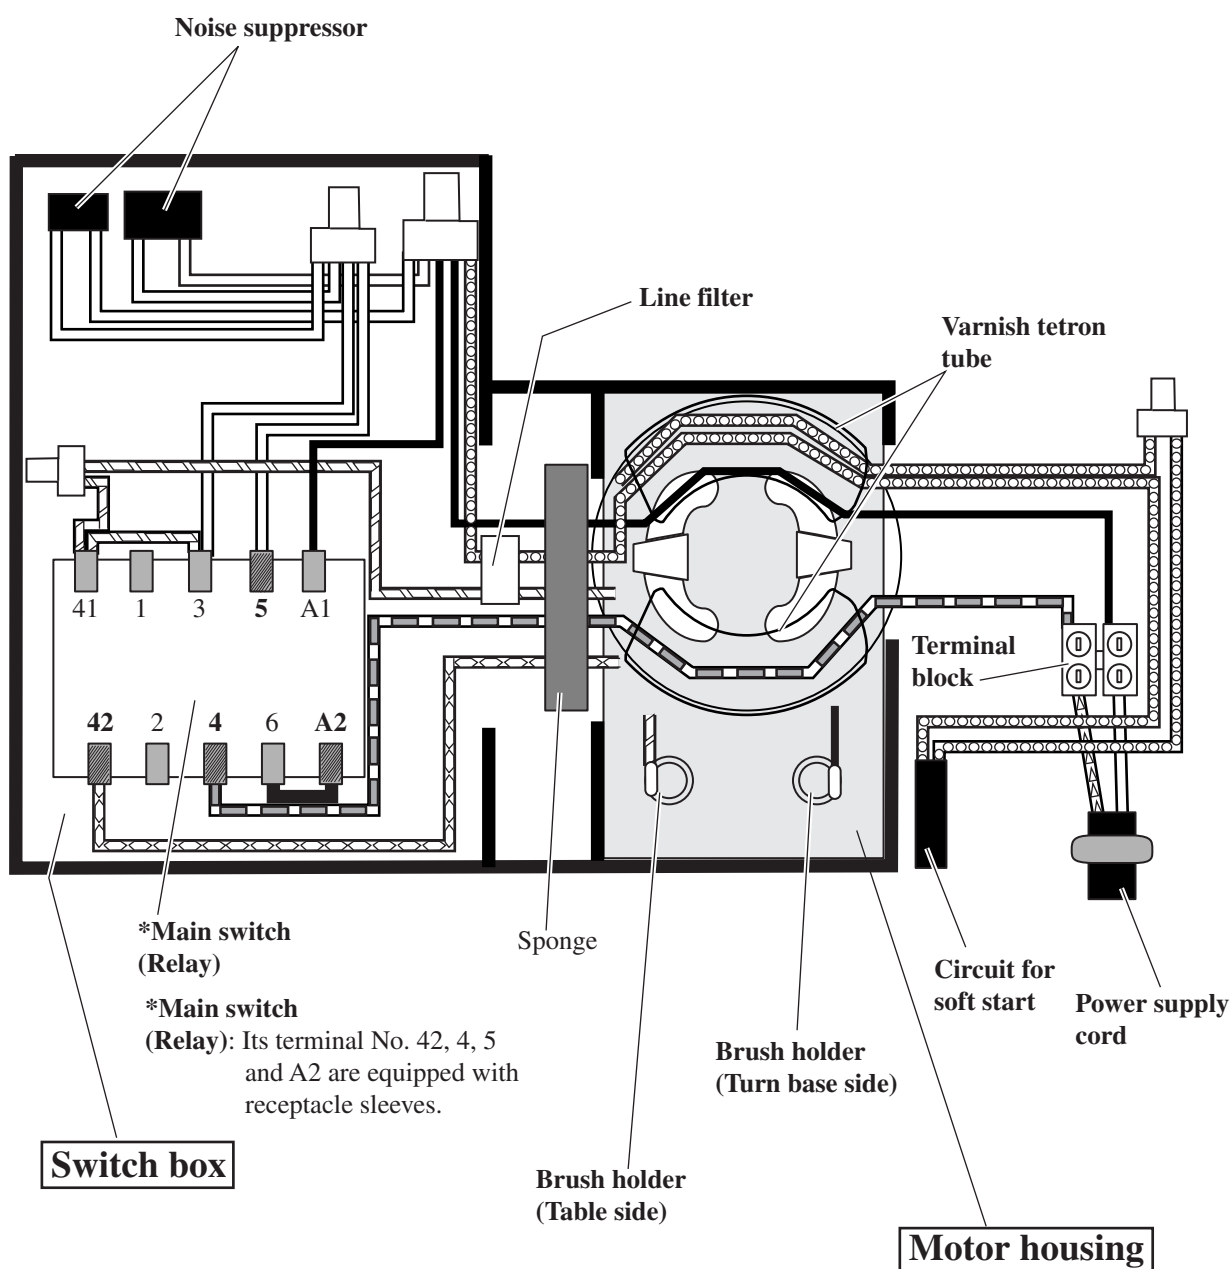 Noise suppressor
Line filter
Varnish tetron
tube
41 1 3 5 A1
Terminal
block
42 2 4 6 A2
*Main switch
(Relay)
Sponge
Circuit for
soft start
Power supply
cord
*Main switch
(Relay): Its terminal No. 42, 4, 5
and A2 are equipped with
receptacle sleeves.
Brush holder
(Turn base side)
Switch box
Brush holder
(Table side)
Motor housing